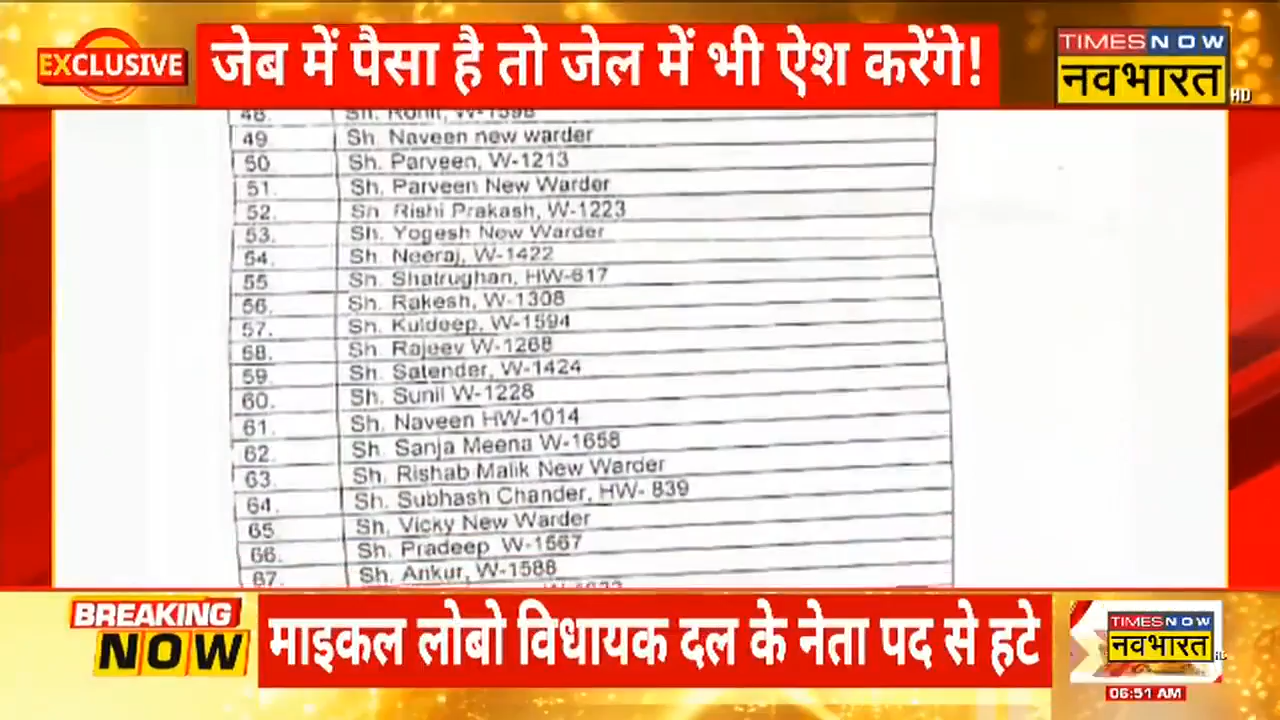 EXCLUSIVE
जेब में पैसा है तो जेल में भी ऐश करेंगे!
TIMES NOW
नवभारत
HD
48. Sh. Rohit, W-1598
49 Sh. Naveen new warder
50 Sh. Parveen, W-1213
51. Sh. Parveen New Warder
52. Sh. Rishi Prakash, W-1223
53. Sh. Yogesh New Warder
54. Sh. Neeraj, W-1422
55 Sh. Shatrughan, HW-617
56. Sh. Rakesh, W-1308
57. Sh. Kuldeep, W-1594
58 Sh. Rajeev W-1268
59 Sh. Satender, W-1424
60. Sh. Sunil W-1228
61. Sh. Naveen HW-1014
62. Sh. Sanja Meena W-1658
63. Sh. Rishab Malik New Warder
64. Sh. Subhash Chander, HW- 839
65 Sh. Vicky New Warder
66. Sh. Pradeep W-1567
67. Sh. Ankur, W-1588
BREAKING
NOW
माइकल लोबो विधायक दल के नेता पद से हटे
TIMES NOW
नवभारत
06:51 AM